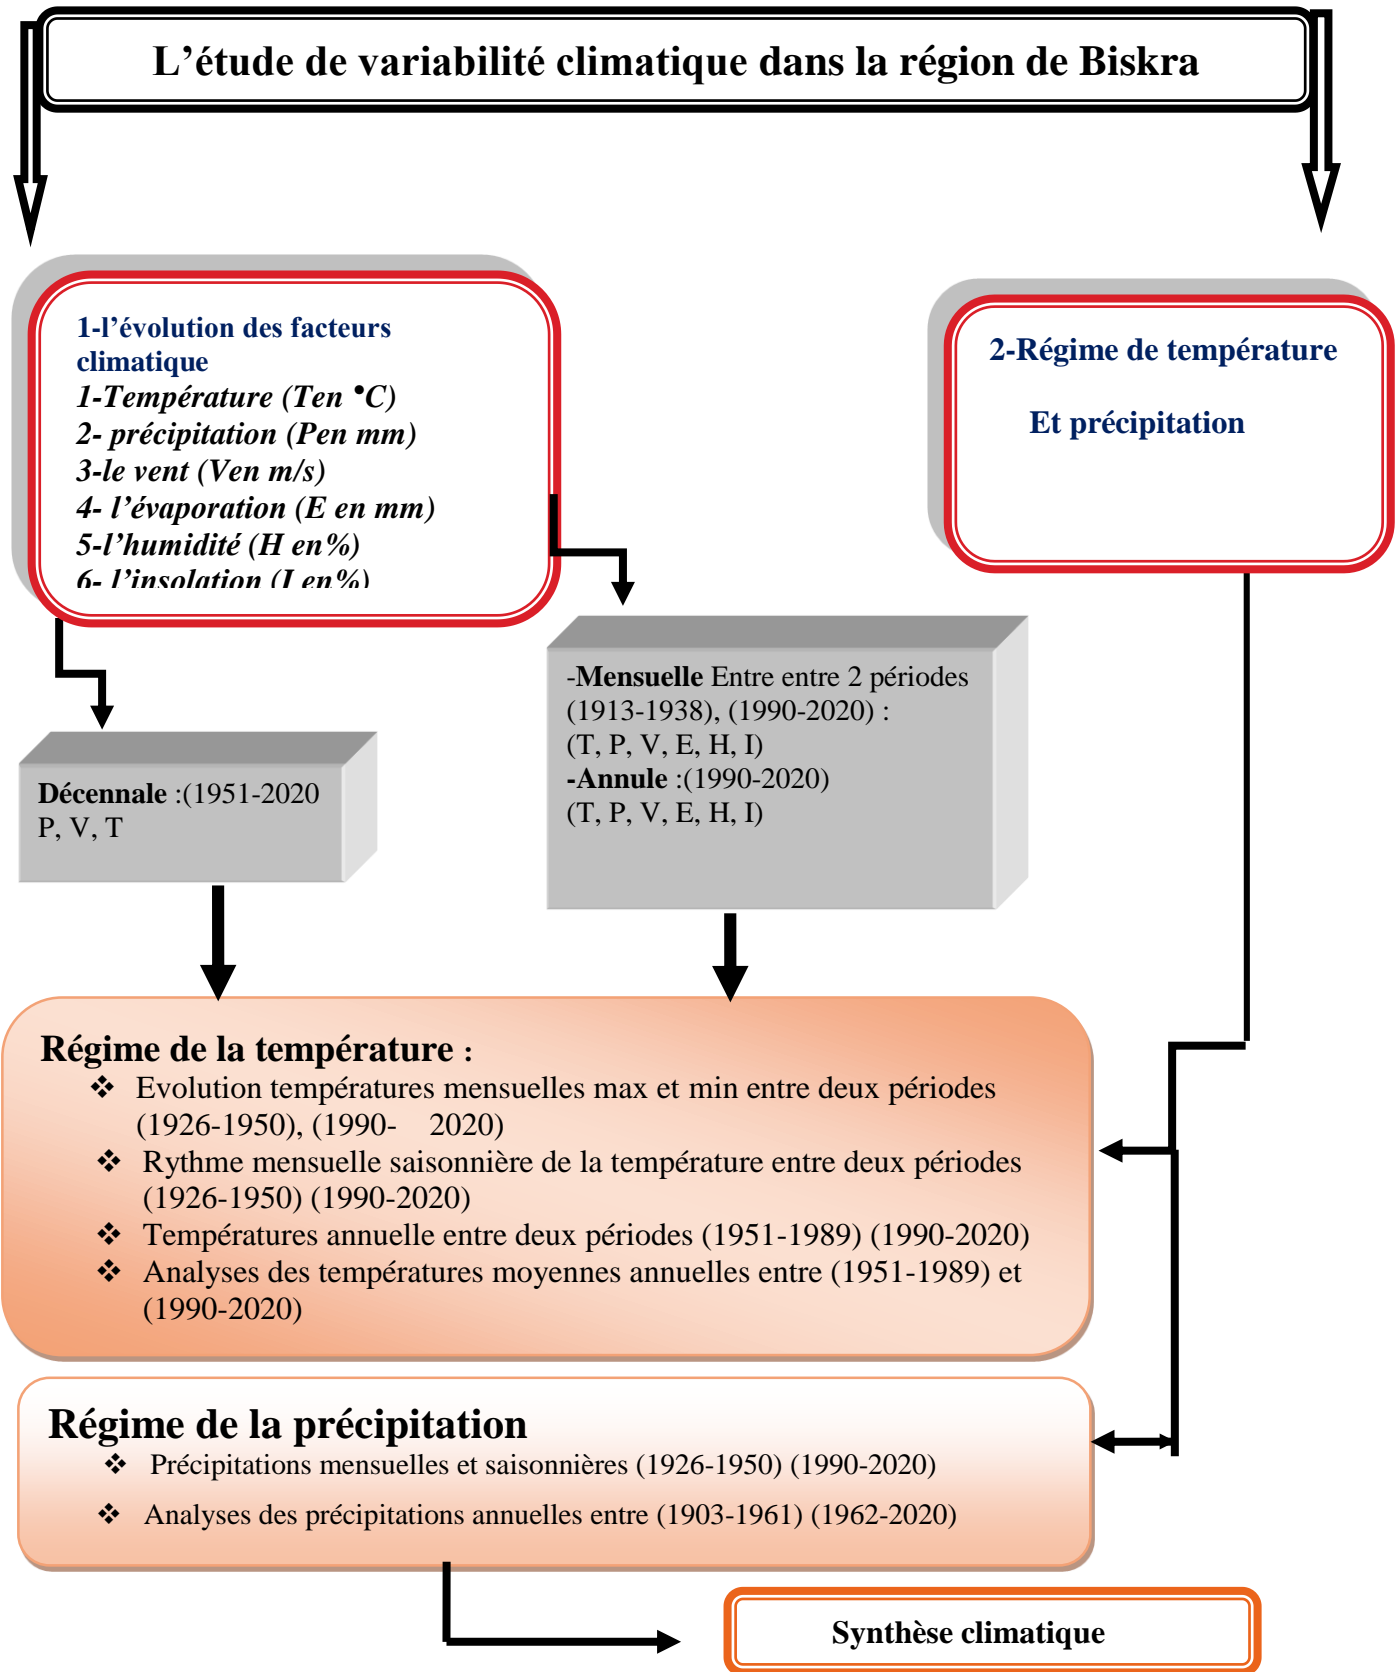 L’étude de variabilité climatique dans la région de Biskra
1-l’évolution des facteurs
climatique
1-Température (Ten °C)
2- précipitation (Pen mm)
3-le vent (Ven m/s)
4- l’évaporation (E en mm)
5-l’humidité (H en%)
6- l’insolation (I en%)
2-Régime de température
Et précipitation
-Mensuelle Entre entre 2 périodes
(1913-1938), (1990-2020) :
(T, P, V, E, H, I)
-Annule :(1990-2020)
(T, P, V, E, H, I)
Décennale :(1951-2020
P, V, T
Régime de la température :
❖ Evolution températures mensuelles max et min entre deux périodes
(1926-1950), (1990- 2020)
❖ Rythme mensuelle saisonnière de la température entre deux périodes
(1926-1950) (1990-2020)
❖ Températures annuelle entre deux périodes (1951-1989) (1990-2020)
❖ Analyses des températures moyennes annuelles entre (1951-1989) et
(1990-2020)
Régime de la précipitation
❖ Précipitations mensuelles et saisonnières (1926-1950) (1990-2020)
❖ Analyses des précipitations annuelles entre (1903-1961) (1962-2020)
Synthèse climatique